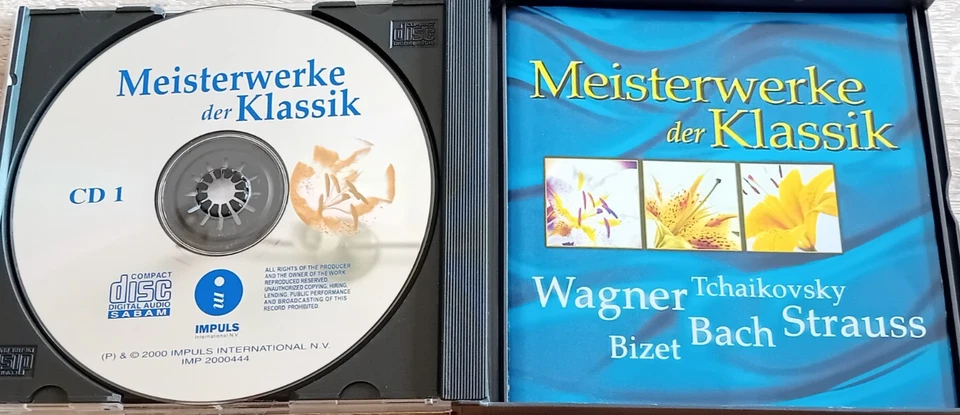 Meisterwerke
der Klassik
CD 1
COMPACT
disc
DIGITAL AUDIO
SABAM
IMPULS
International N.V.
ALL RIGHTS OF THE PRODUCER
AND THE OWNER OF THE WORK
REPRODUCED RESERVED.
UNAUTHORIZED COPYING, HIRING,
LENDING, PUBLIC PERFORMANCE
AND BROADCASTING OF THIS
RECORD PROHIBITED.
(P) & © 2000 IMPULS INTERNATIONAL N.V.
IMP 2000444
disc
Meisterwerke
der Klassik
Wagner Tchaikovsky
Bizet Bach Strauss